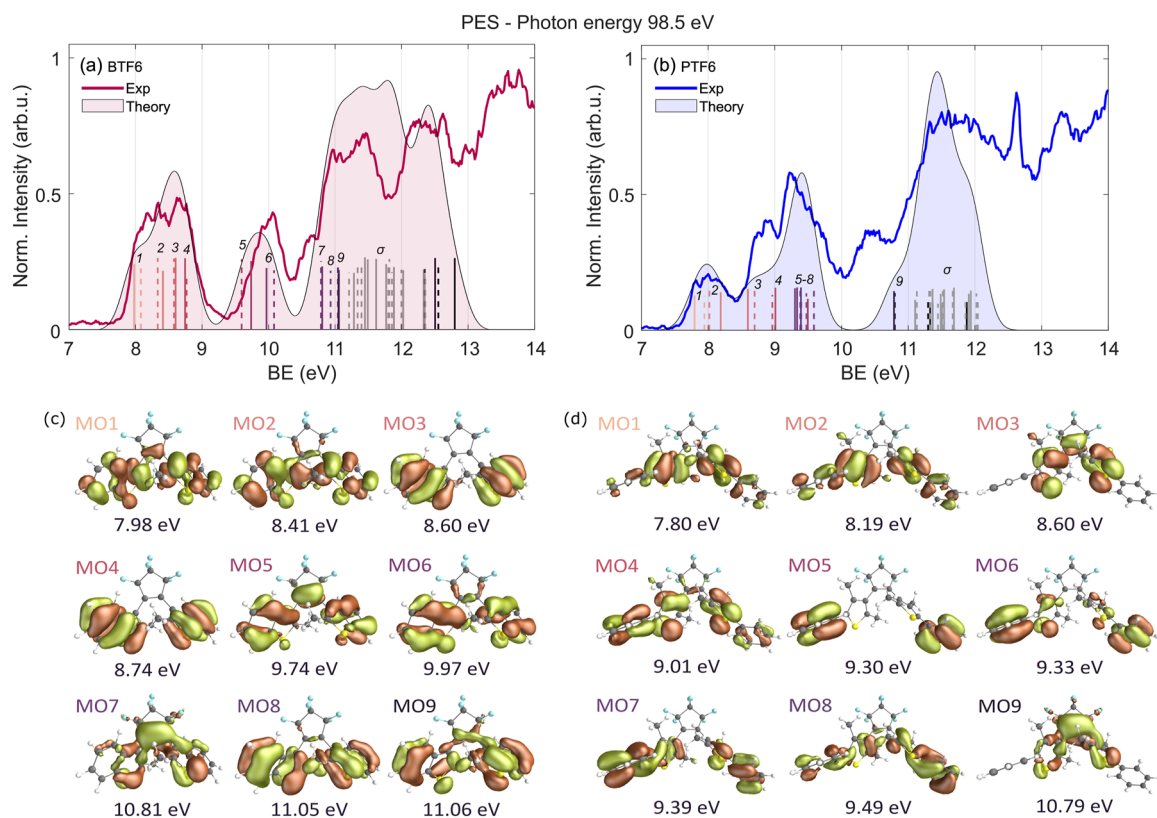 PES - Photon energy 98.5 eV
(a) BTF6
Exp
Theory
Norm. Intensity (arb.u.)
1
0.5
0
1 2 3 4 5 6 7 8 9 σ
7 8 9 10 11 12 13 14
BE (eV)
(b) PTF6
Exp
Theory
Norm. Intensity (arb.u.)
1
0.5
0
1 2 3 4 5-8 9 σ
7 8 9 10 11 12 13 14
BE (eV)
(c)
MO1 MO2 MO3
7.98 eV 8.41 eV 8.60 eV
MO4 MO5 MO6
8.74 eV 9.74 eV 9.97 eV
MO7 MO8 MO9
10.81 eV 11.05 eV 11.06 eV
(d)
MO1 MO2 MO3
7.80 eV 8.19 eV 8.60 eV
MO4 MO5 MO6
9.01 eV 9.30 eV 9.33 eV
MO7 MO8 MO9
9.39 eV 9.49 eV 10.79 eV